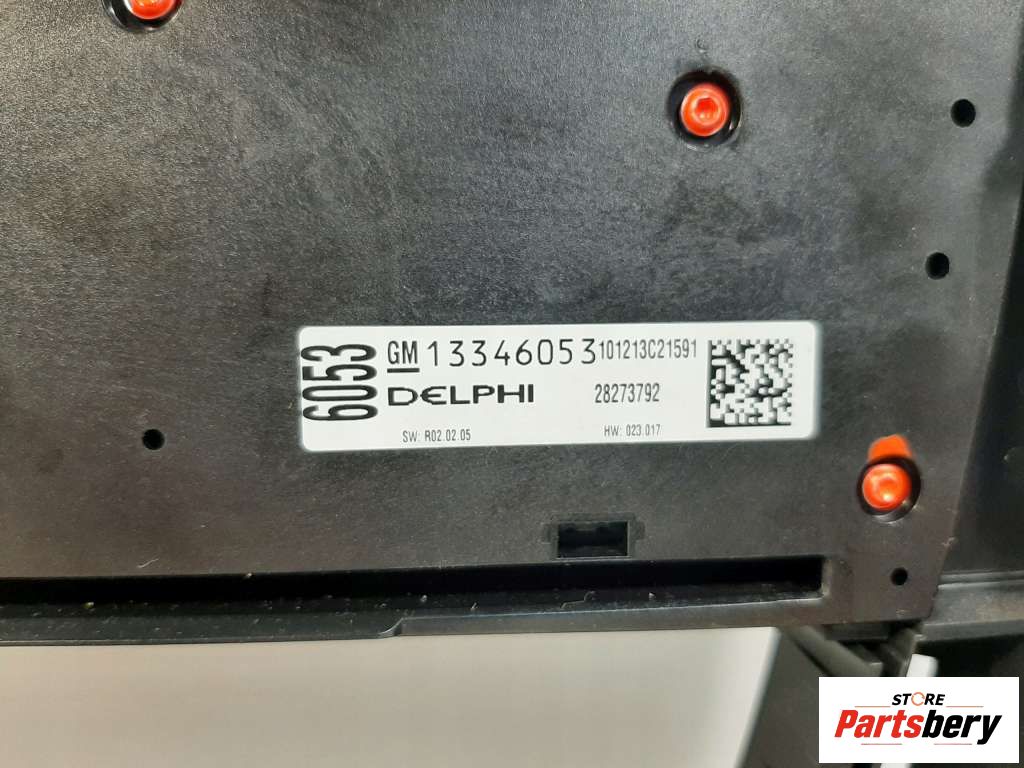 6053
GM 13346053 101213C21591
DELPHI 28273792
SW: R02.02.05 HW: 023.017
STORE
Partsbery